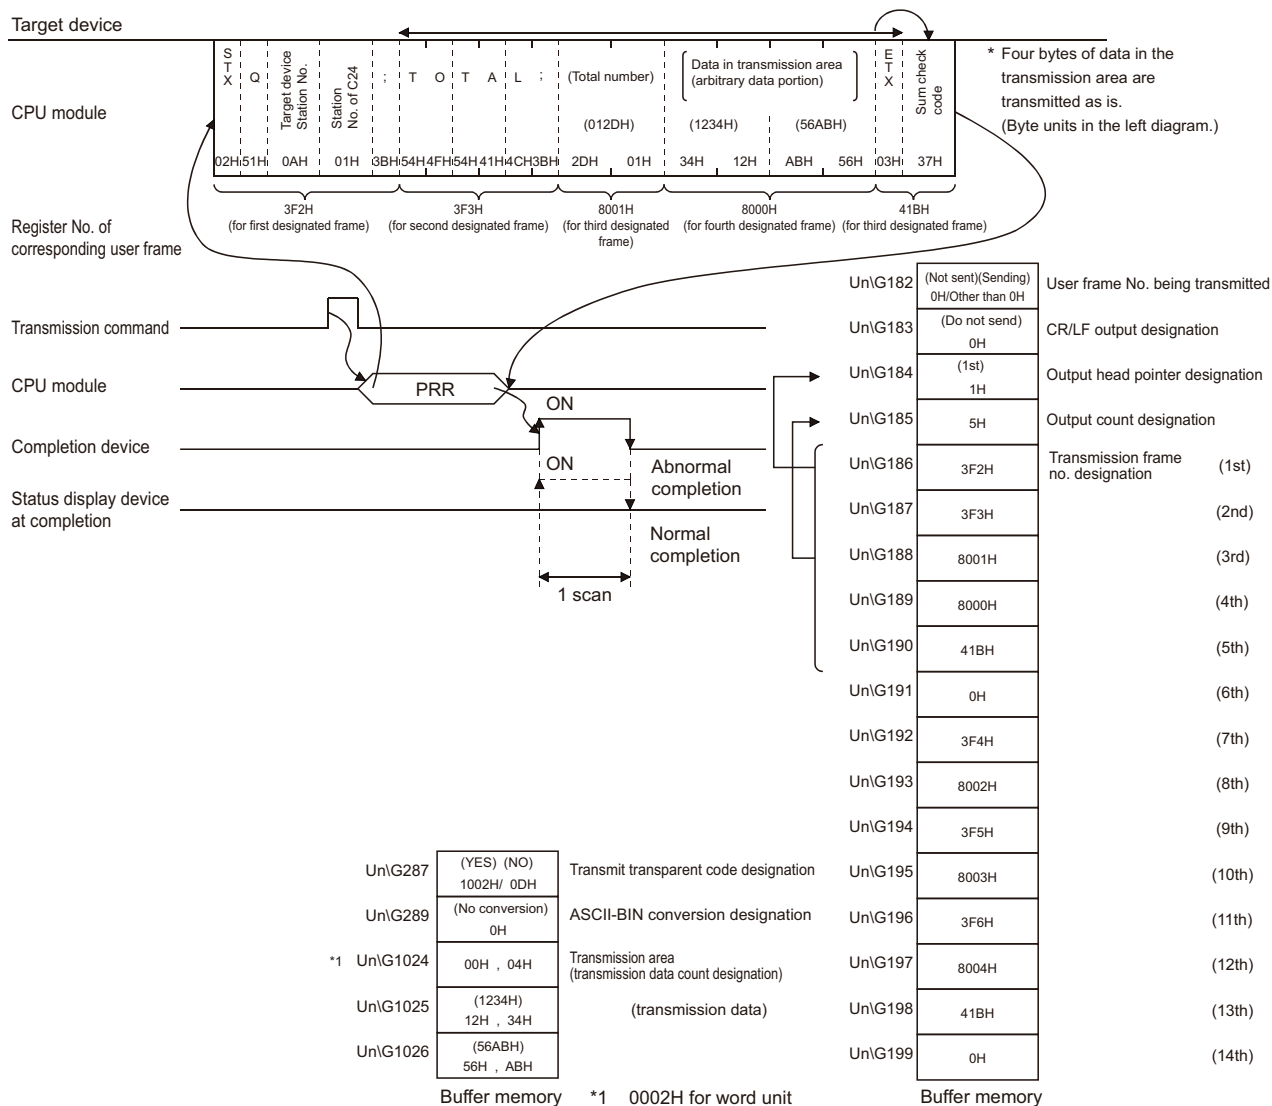 Target device
CPU module
STX
Q
Target device Station No.
Station No. of C24
; T O T A L ;
(Total number)
Data in transmission area
(arbitrary data portion)
ETX
Sum check code
(012DH) (1234H) (56ABH)
02H 51H 0AH 01H 3BH 54H 4FH 54H 41H 4CH 3BH 2DH 01H 34H 12H ABH 56H 03H 37H
* Four bytes of data in the
transmission area are
transmitted as is.
(Byte units in the left diagram.)
Register No. of
corresponding user frame
3F2H
(for first designated frame)
3F3H
(for second designated frame)
8001H
(for third designated
frame)
8000H
(for fourth designated frame)
41BH
(for third designated frame)
Transmission command
CPU module
PRR
Completion device
ON
Status display device
at completion
ON
Abnormal
completion
Normal
completion
1 scan
Un\G182 (Not sent)(Sending) User frame No. being transmitted
0H/Other than 0H
Un\G183 (Do not send) CR/LF output designation
0H
Un\G184 (1st) Output head pointer designation
1H
Un\G185 5H Output count designation
Un\G186 3F2H Transmission frame (1st)
no. designation
Un\G187 3F3H (2nd)
Un\G188 8001H (3rd)
Un\G189 8000H (4th)
Un\G190 41BH (5th)
Un\G191 0H (6th)
Un\G192 3F4H (7th)
Un\G193 8002H (8th)
Un\G194 3F5H (9th)
Un\G195 8003H (10th)
Un\G196 3F6H (11th)
Un\G197 8004H (12th)
Un\G198 41BH (13th)
Un\G199 0H (14th)
Buffer memory
Un\G287 (YES) (NO) Transmit transparent code designation
1002H/ 0DH
Un\G289 (No conversion) ASCII-BIN conversion designation
0H
*1 Un\G1024 00H , 04H Transmission area
(transmission data count designation)
Un\G1025 (1234H) (transmission data)
12H , 34H
Un\G1026 (56ABH)
56H , ABH
Buffer memory *1 0002H for word unit